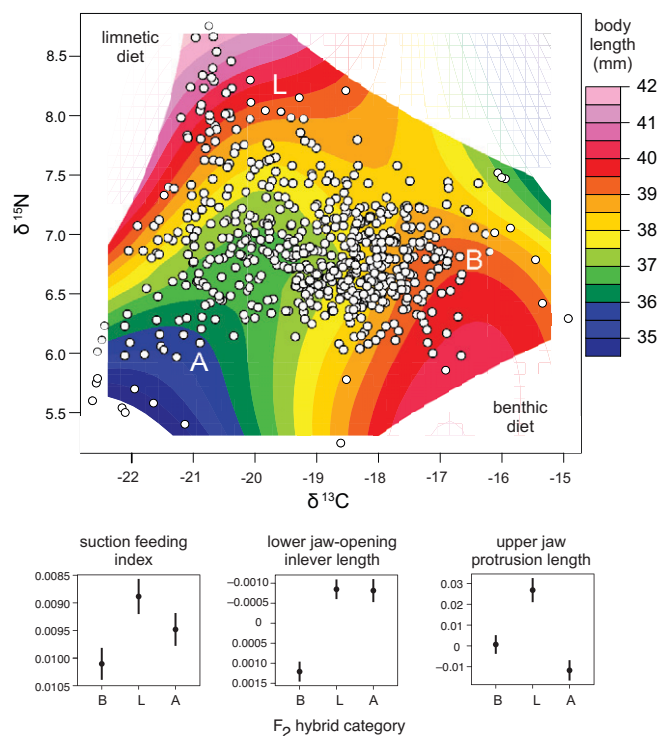 limnetic
diet
body
length
(mm)
8.5
8.0
7.5
7.0
6.5
6.0
5.5
δ15N
L
B
A
benthic
diet
42
41
40
39
38
37
36
35
-22 -21 -20 -19 -18 -17 -16 -15
δ 13C
suction feeding
index
0.0085
0.0090
0.0095
0.0100
0.0105
B L A
lower jaw-opening
inlever length
−0.0010
−0.0005
0
0.0005
0.0010
0.0015
B L A
upper jaw
protrusion length
0.03
0.02
0.01
0
−0.01
B L A
F2 hybrid category